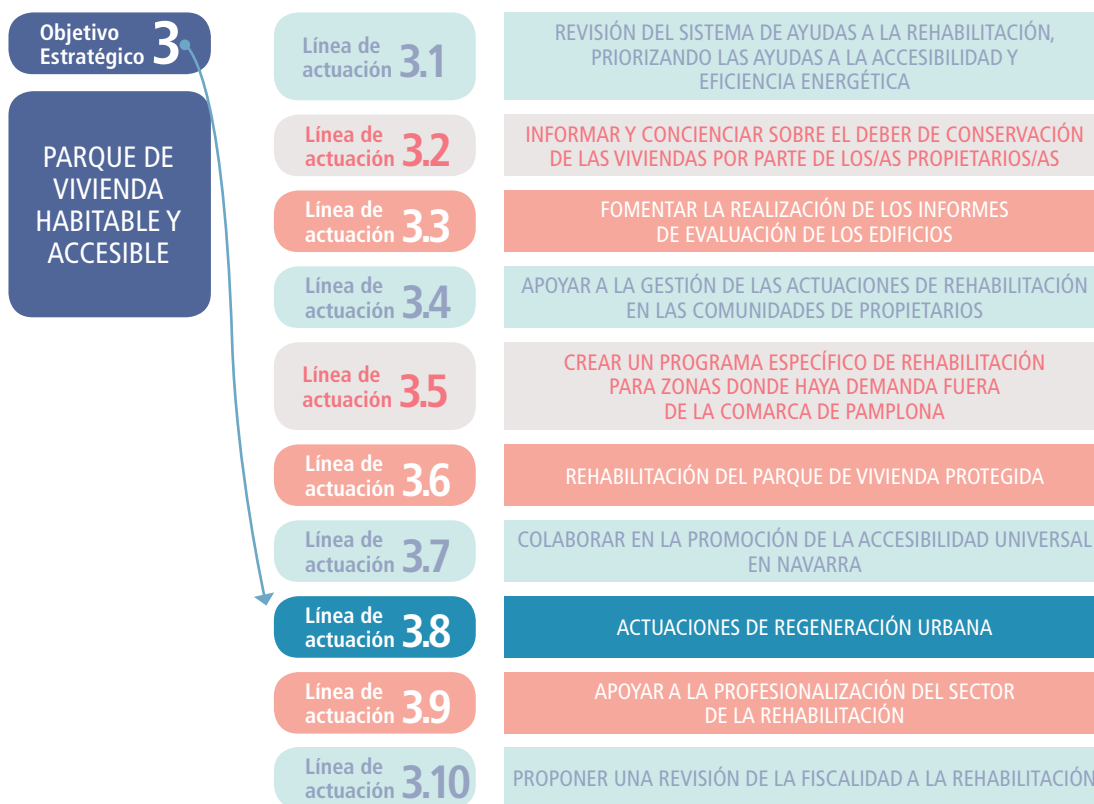 Objetivo
Estratégico 3
PARQUE DE
VIVIENDA
HABITABLE Y
ACCESIBLE
Línea de
actuación 3.1
REVISIÓN DEL SISTEMA DE AYUDAS A LA REHABILITACIÓN,
PRIORIZANDO LAS AYUDAS A LA ACCESIBILIDAD Y
EFICIENCIA ENERGÉTICA
Línea de
actuación 3.2
INFORMAR Y CONCIENCIAR SOBRE EL DEBER DE CONSERVACIÓN
DE LAS VIVIENDAS POR PARTE DE LOS/AS PROPIETARIOS/AS
Línea de
actuación 3.3
FOMENTAR LA REALIZACIÓN DE LOS INFORMES
DE EVALUACIÓN DE LOS EDIFICIOS
Línea de
actuación 3.4
APOYAR A LA GESTIÓN DE LAS ACTUACIONES DE REHABILITACIÓN
EN LAS COMUNIDADES DE PROPIETARIOS
Línea de
actuación 3.5
CREAR UN PROGRAMA ESPECÍFICO DE REHABILITACIÓN
PARA ZONAS DONDE HAYA DEMANDA FUERA
DE LA COMARCA DE PAMPLONA
Línea de
actuación 3.6
REHABILITACIÓN DEL PARQUE DE VIVIENDA PROTEGIDA
Línea de
actuación 3.7
COLABORAR EN LA PROMOCIÓN DE LA ACCESIBILIDAD UNIVERSAL
EN NAVARRA
Línea de
actuación 3.8
ACTUACIONES DE REGENERACIÓN URBANA
Línea de
actuación 3.9
APOYAR A LA PROFESIONALIZACIÓN DEL SECTOR
DE LA REHABILITACIÓN
Línea de
actuación 3.10
PROPONER UNA REVISIÓN DE LA FISCALIDAD A LA REHABILITACIÓN